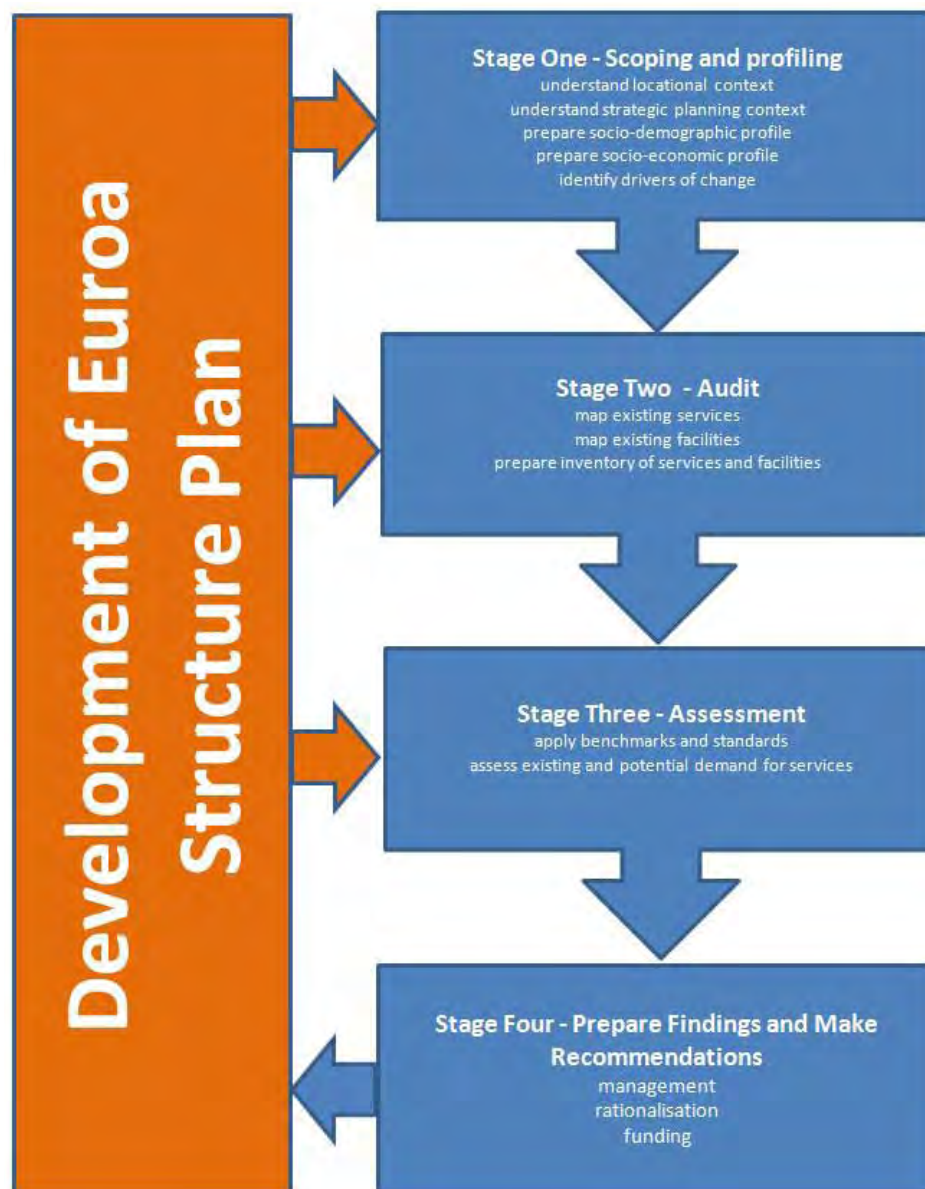 Development of Euroa
Structure Plan
Stage One - Scoping and profiling
understand locational context
understand strategic planning context
prepare socio-demographic profile
prepare socio-economic profile
identify drivers of change
Stage Two - Audit
map existing services
map existing facilities
prepare inventory of services and facilities
Stage Three - Assessment
apply benchmarks and standards
assess existing and potential demand for services
Stage Four - Prepare Findings and Make
Recommendations
management
rationalisation
funding